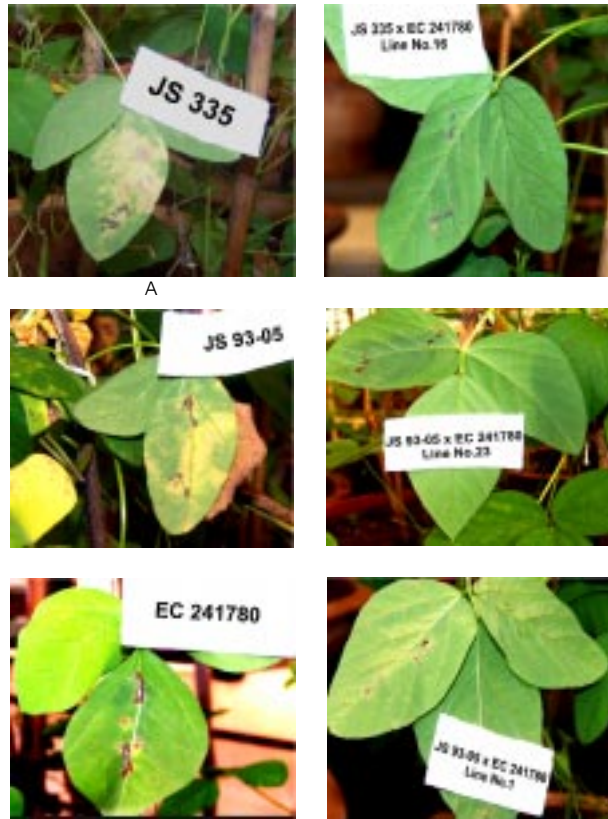 JS 335
JS 335 x EC 241780
Line No.16
A
JS 93-05
JS 93-05 x EC 241780
Line No.23
EC 241780
JS 93-05 x EC 241780
Line No.7